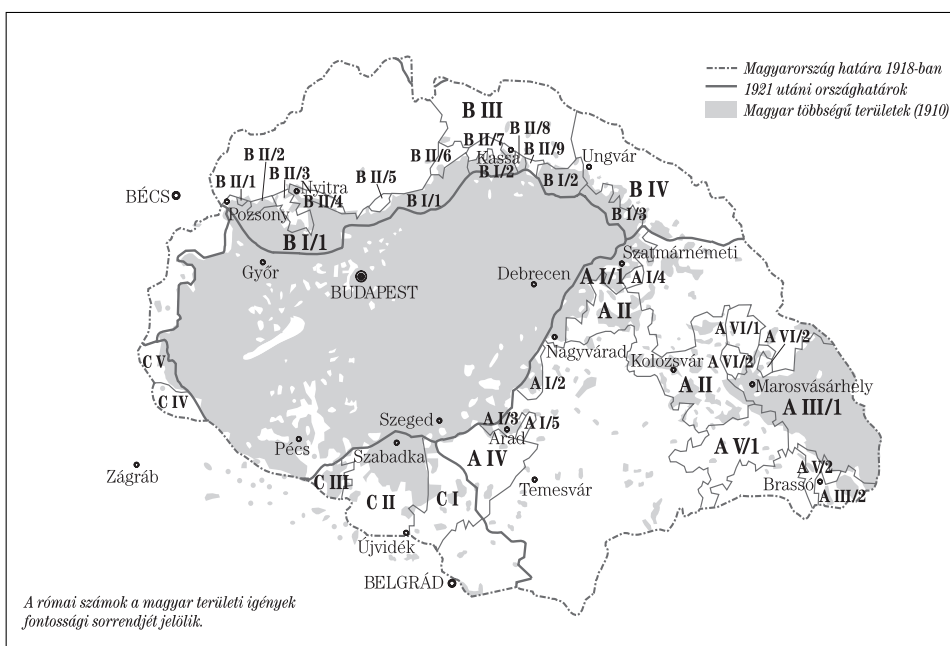 Magyarország határa 1918-ban
1921 utáni országhatárok
Magyar többségű területek (1910)
B III
B II/8
B II/7
B II/9
B II/2
B II/6
Kassa
Ungvár
B II/3
B II/5
B I/2
B I/2
B II/1
Nyitra
B IV
BÉCS
B II/4
B I/1
Pozsony
B I/3
B I/1
Szatmárnémeti
Győr
Debrecen
A I/1
A I/4
BUDAPEST
A II
A VI/1
A VI/2
Nagyvárad
Kolozsvár
A VI/2
C V
A I/2
A II
Marosvásárhely
C IV
A III/1
Szeged
A I/3
A I/5
Arad
Pécs
Szabadka
A IV
A V/1
Zágráb
A V/2
C III
Temesvár
Brassó
C II
C I
A III/2
Újvidék
BELGRÁD
A római számok a magyar területi igények
fontossági sorrendjét jelölik.